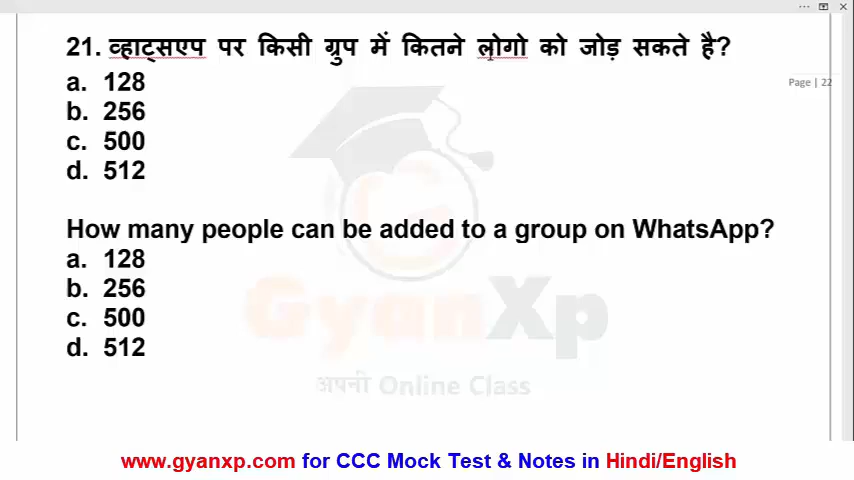 21. व्हाट्सएप पर किसी ग्रुप में कितने लोगो को जोड़ सकते है?
Page | 22
a. 128
b. 256
c. 500
d. 512
How many people can be added to a group on WhatsApp?
a. 128
b. 256
c. 500
d. 512
GyanXp
अपनी Online Class
www.gyanxp.com for CCC Mock Test & Notes in Hindi/English